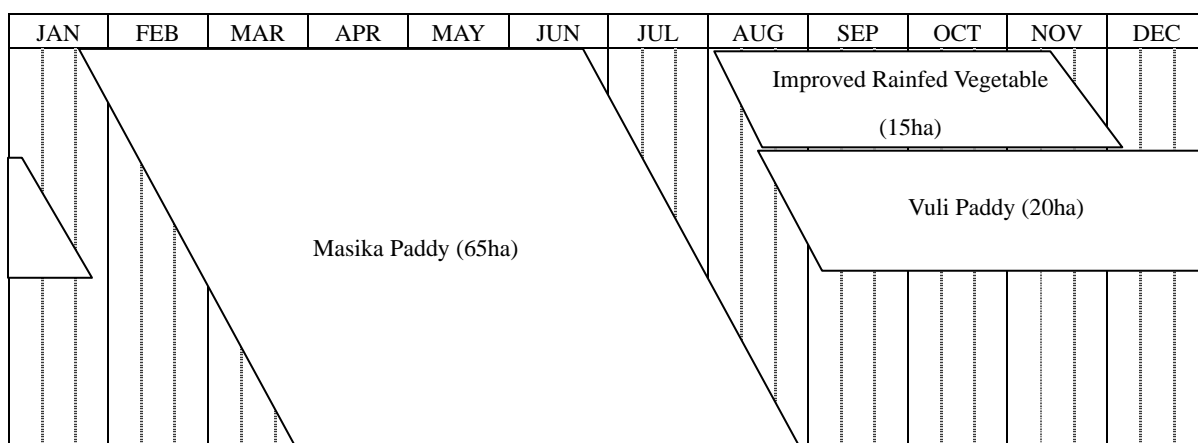 JAN FEB MAR APR MAY JUN JUL AUG SEP OCT NOV DEC
Improved Rainfed Vegetable
(15ha)
Vuli Paddy (20ha)
Masika Paddy (65ha)